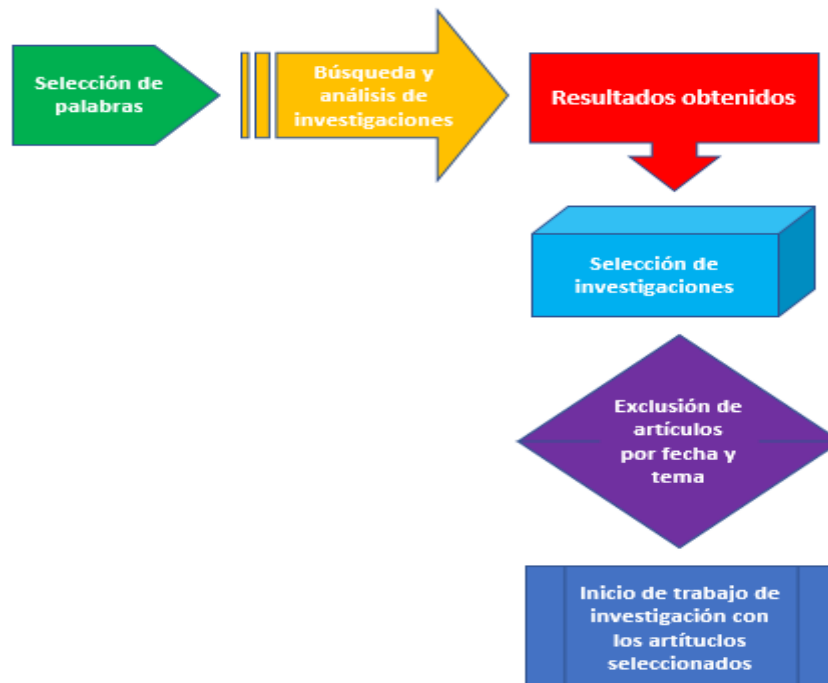 Selección de
palabras
Búsqueda y
análisis de
investigaciones
Resultados obtenidos
Selección de
investigaciones
Exclusión de
artículos
por fecha y
tema
Inicio de trabajo de
investigación con
los artítuclos
seleccionados